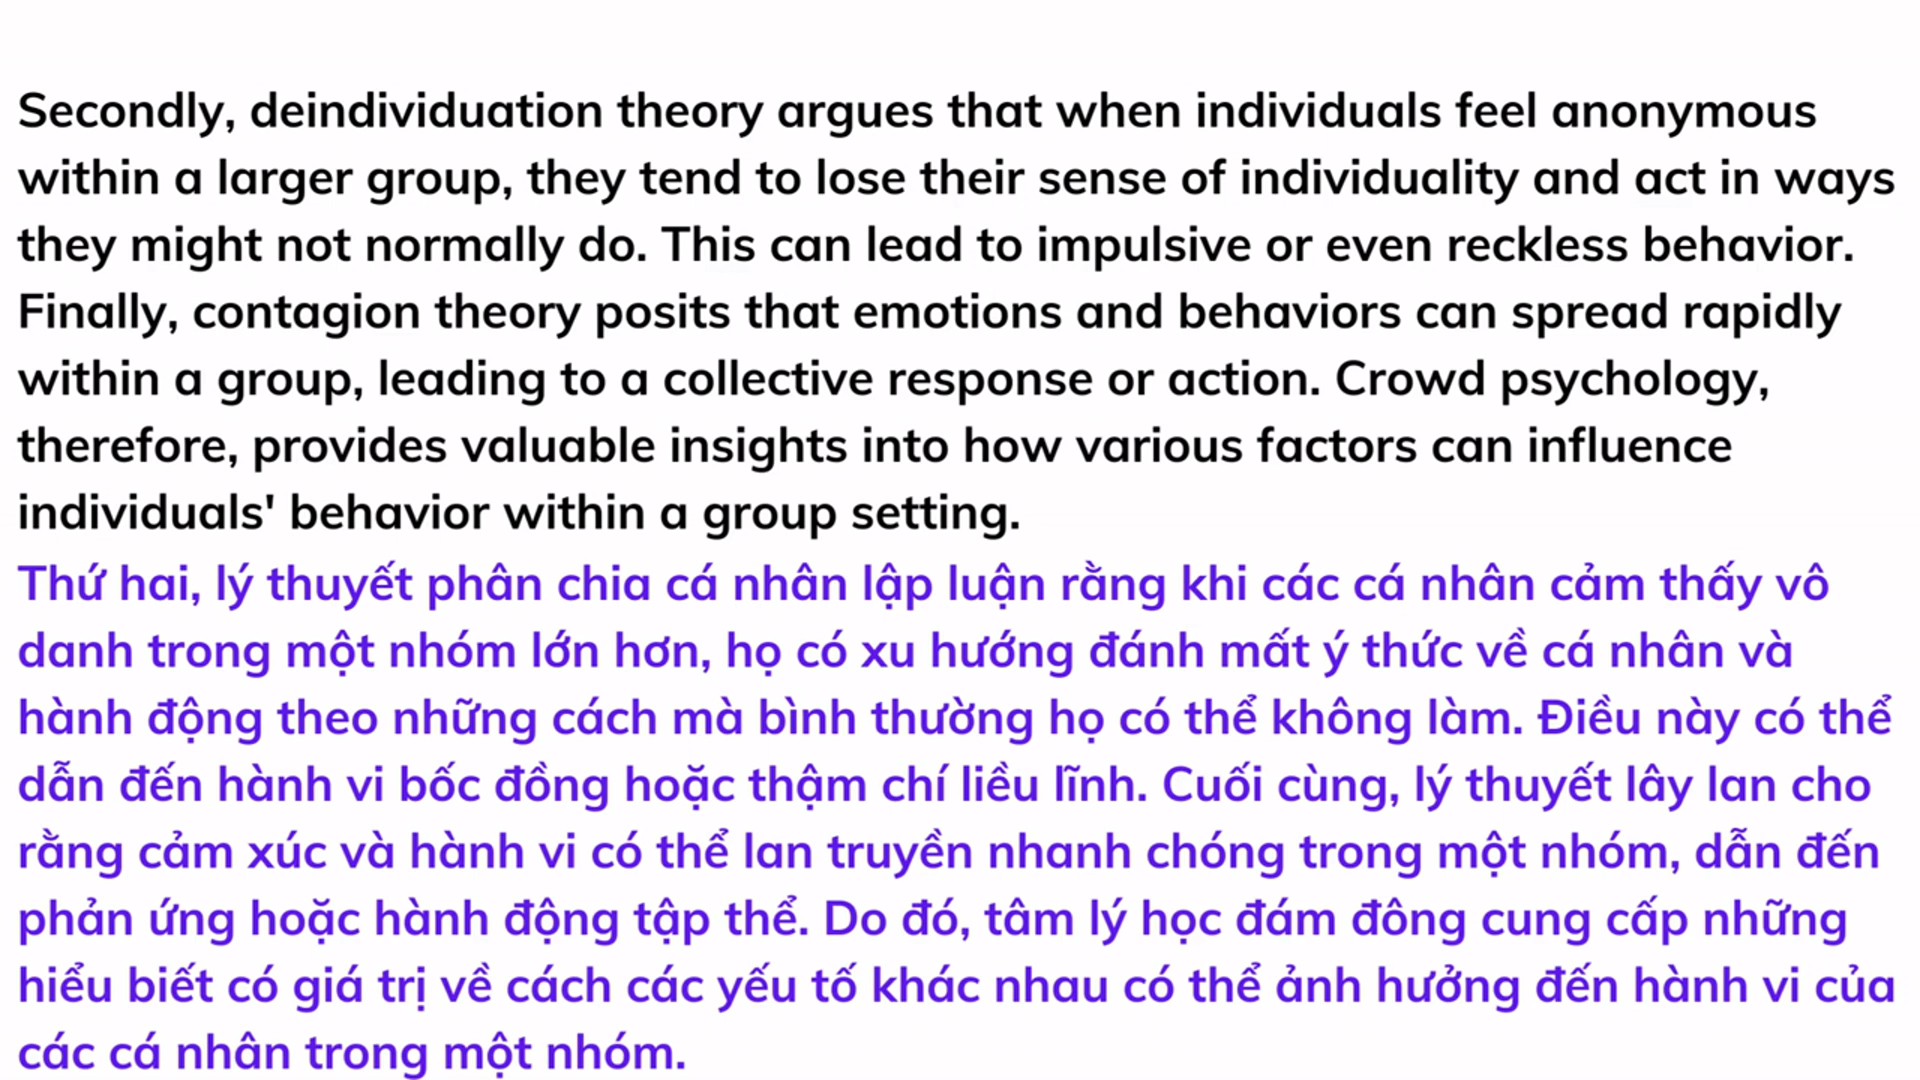 Secondly, deindividuation theory argues that when individuals feel anonymous
within a larger group, they tend to lose their sense of individuality and act in ways
they might not normally do. This can lead to impulsive or even reckless behavior.
Finally, contagion theory posits that emotions and behaviors can spread rapidly
within a group, leading to a collective response or action. Crowd psychology,
therefore, provides valuable insights into how various factors can influence
individuals' behavior within a group setting.
Thứ hai, lý thuyết phân chia cá nhân lập luận rằng khi các cá nhân cảm thấy vô
danh trong một nhóm lớn hơn, họ có xu hướng đánh mất ý thức về cá nhân và
hành động theo những cách mà bình thường họ có thể không làm. Điều này có thể
dẫn đến hành vi bốc đồng hoặc thậm chí liều lĩnh. Cuối cùng, lý thuyết lây lan cho
rằng cảm xúc và hành vi có thể lan truyền nhanh chóng trong một nhóm, dẫn đến
phản ứng hoặc hành động tập thể. Do đó, tâm lý học đám đông cung cấp những
hiểu biết có giá trị về cách các yếu tố khác nhau có thể ảnh hưởng đến hành vi của
các cá nhân trong một nhóm.